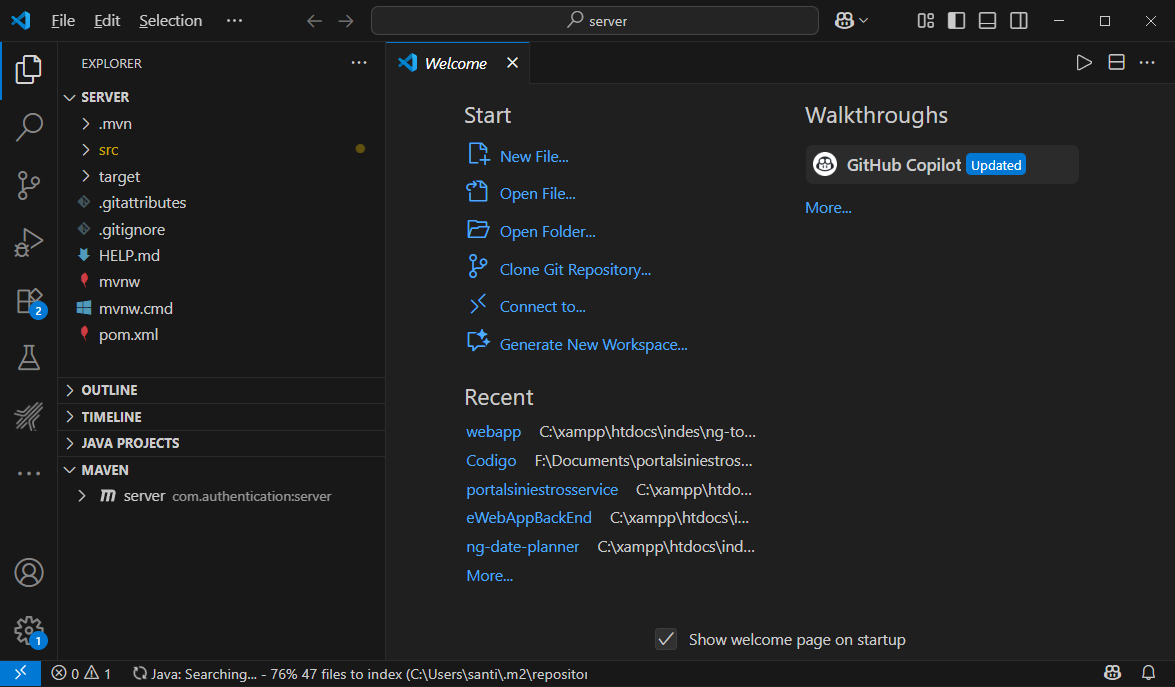 File Edit Selection ... server
EXPLORER ...
Welcome
SERVER
.mvn
src
target
.gitattributes
.gitignore
HELP.md
mvnw
mvnw.cmd
pom.xml
OUTLINE
TIMELINE
JAVA PROJECTS
MAVEN
server com.authentication:server
2
1
Start
New File...
Open File...
Open Folder...
Clone Git Repository...
Connect to...
Generate New Workspace...
Recent
webapp C:\xampp\htdocs\indes\ng-to...
Codigo F:\Documents\portalsiniestros...
portalsiniestrosservice C:\xampp\htdo...
eWebAppBackEnd C:\xampp\htdocs\i...
ng-date-planner C:\xampp\htdocs\ind...
More...
Walkthroughs
GitHub Copilot Updated
More...
Show welcome page on startup
0 1 Java: Searching... - 76% 47 files to index (C:\Users\santi\.m2\repositor